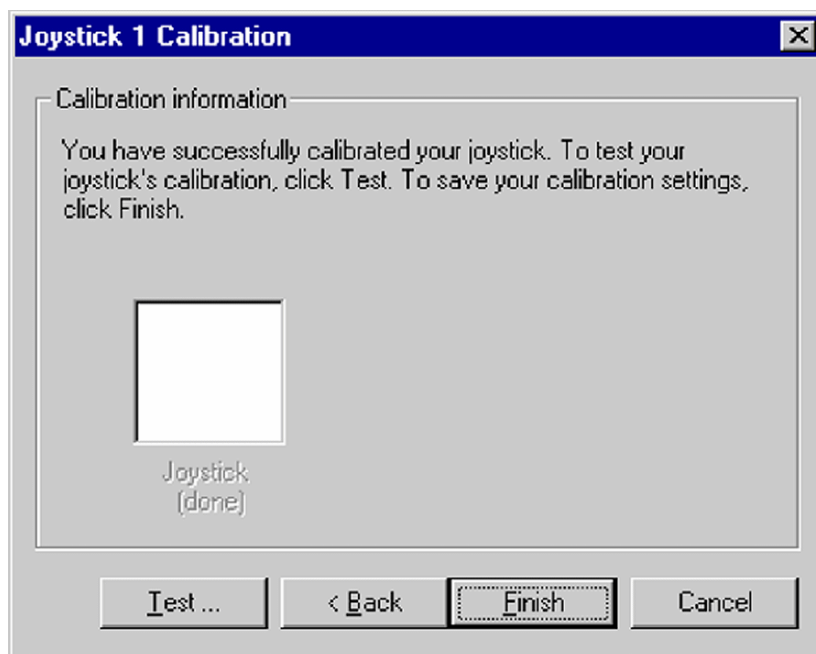 Joystick 1 Calibration
Calibration information
You have successfully calibrated your joystick. To test your
joystick's calibration, click Test. To save your calibration settings,
click Finish.
Joystick
(done)
Test ... < Back Finish Cancel